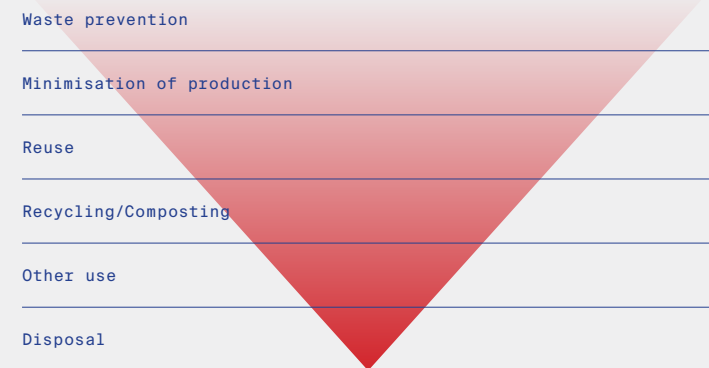 Waste prevention
Minimisation of production
Reuse
Recycling/Composting
Other use
Disposal